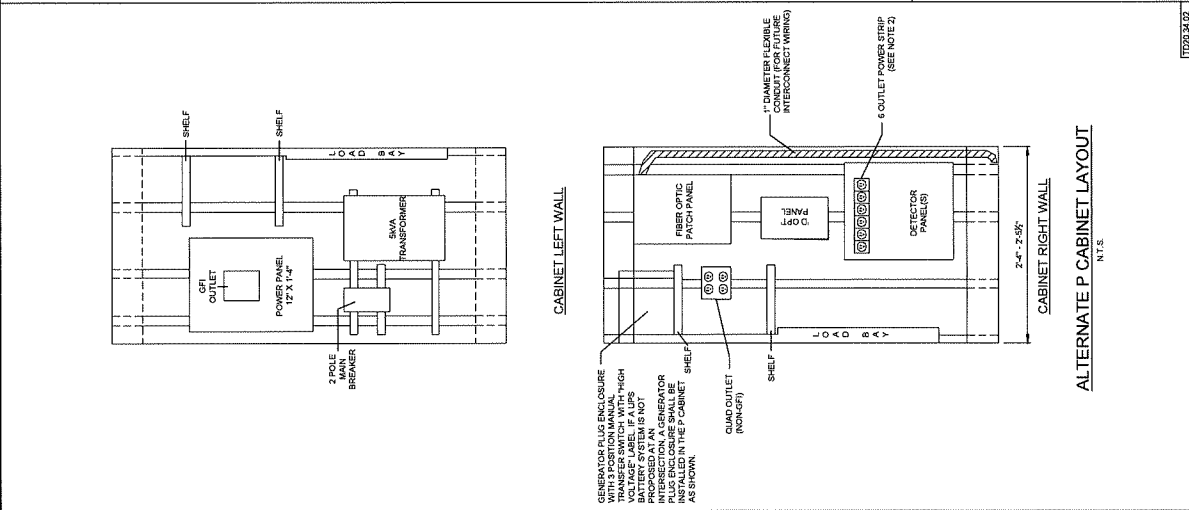 SHELF
SHELF
LOAD BAY
GFI
OUTLET
POWER PANEL
12" X 1'-4"
5kVA
TRANSFORMER
2 POLE
MAIN
BREAKER
CABINET LEFT WALL
GENERATOR PLUG ENCLOSURE
WITH 3 POSITION MANUAL
TRANSFER SWITCH WITH "HIGH
VOLTAGE" LABEL. IF A UPS
BATTERY SYSTEM IS NOT
PROPOSED AT AN
INTERSECTION, A GENERATOR
PLUG ENCLOSURE SHALL BE
INSTALLED IN THE P CABINET
AS SHOWN.
1" DIAMETER FLEXIBLE
CONDUIT (FOR FUTURE
INTERCONNECT WIRING)
FIBER OPTIC
PATCH PANEL
'D OPT.
PANEL
6 OUTLET POWER STRIP
(SEE NOTE 2)
DETECTOR
PANEL(S)
SHELF
QUAD OUTLET
(NON-GFI)
SHELF
LOAD BAY
2'-4" - 2'-5½"
CABINET RIGHT WALL
ALTERNATE P CABINET LAYOUT
N.T.S.
TD20.34.02